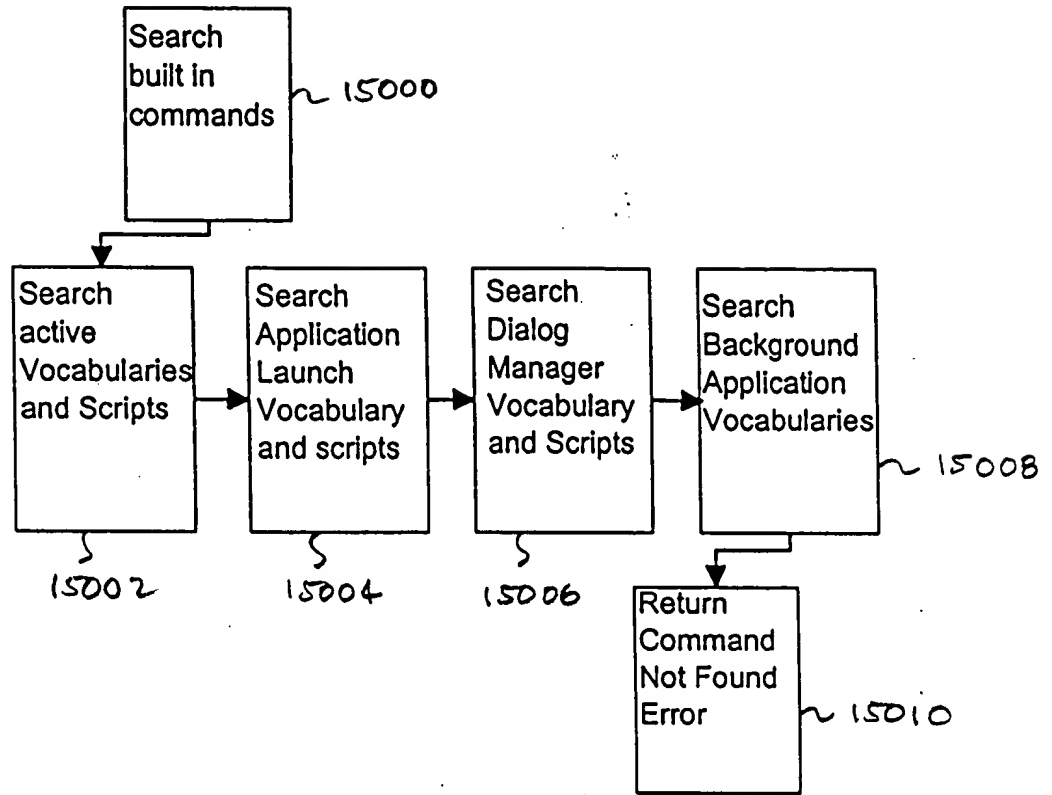 Search
built in
commands
15000
Search
active
Vocabularies
and Scripts
15002
Search
Application
Launch
Vocabulary
and scripts
15004
Search
Dialog
Manager
Vocabulary
and Scripts
15006
Search
Background
Application
Vocabularies
15008
Return
Command
Not Found
Error
15010